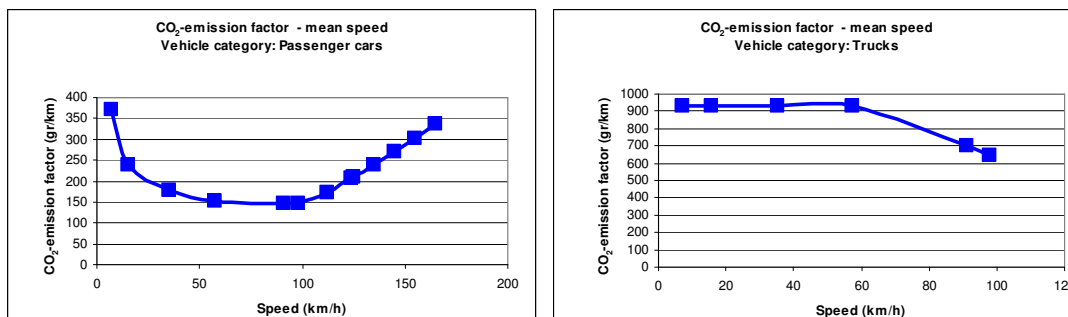 CO₂-emission factor - mean speed
Vehicle category: Passenger cars
CO₂-emission factor (gr/km)
400
350
300
250
200
150
100
50
0
0 50 100 150 200
Speed (km/h)
CO₂-emission factor - mean speed
Vehicle category: Trucks
CO₂-emission factor (gr/km)
1000
900
800
700
600
500
400
300
200
100
0
0 20 40 60 80 100 12
Speed (km/h)